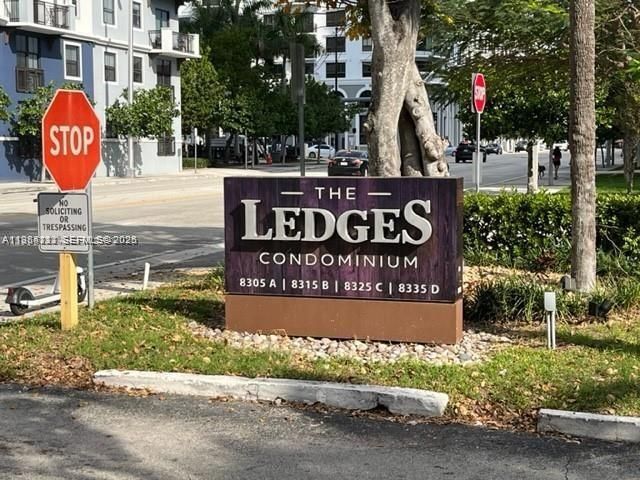 STOP
NO
SOLICITING
OR
TRESPASSING
THE
LEDGES
CONDOMINIUM
8305 A | 8315 B | 8325 C | 8335 D
STOP